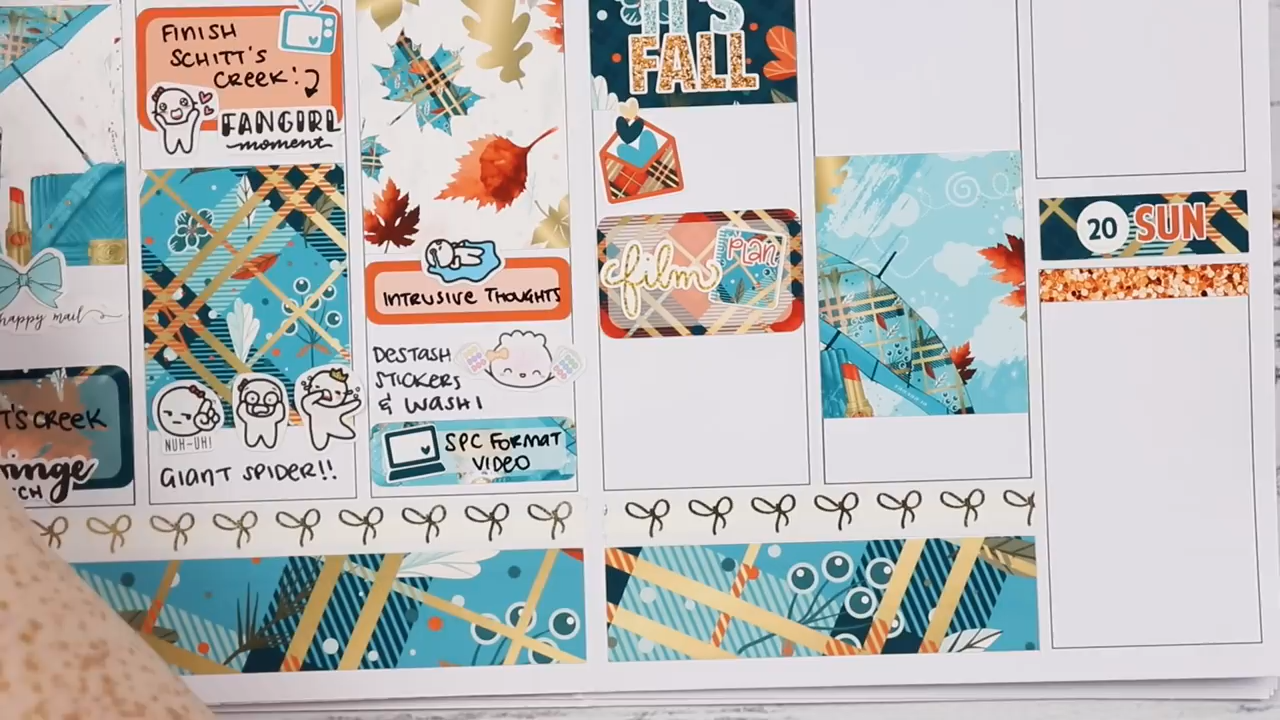 happy mail
T'S CREEK
FINISH
SCHITT'S
CREEK!
FANGIRL
moment
NUH-UH!
GIANT SPIDER!!
INTRUSIVE THOUGHTS
DESTASH
STICKERS
& WASHI
SPC FORMAT
VIDEO
IT'S
FALL
film
PLAN
20 SUN